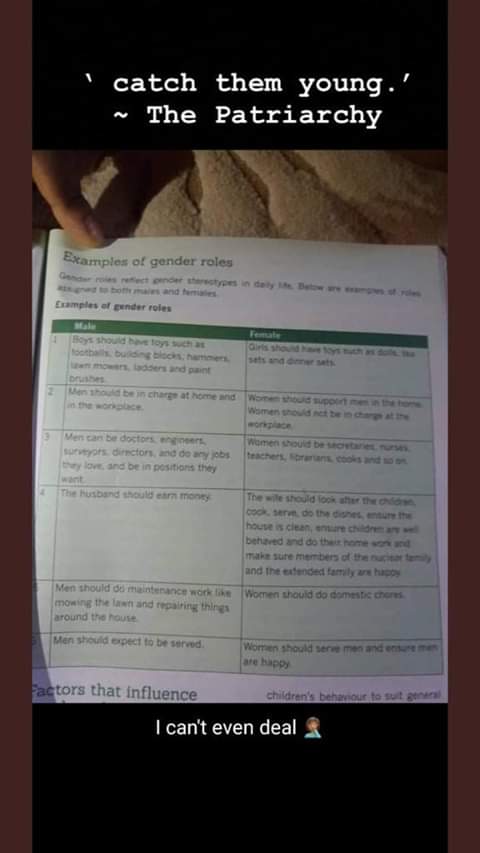 ‘ catch them young.’
~ The Patriarchy
Examples of gender roles
Gender roles reflect gender stereotypes in daily life. Below are examples of roles
assigned to both males and females.
Examples of gender roles
Male
Female
1
Boys should have toys such as
footballs, building blocks, hammers,
lawn mowers, ladders and paint
brushes.
Girls should have toys such as dolls, tea
sets and dinner sets.
2
Men should be in charge at home and
in the workplace.
Women should support men in the home.
Women should not be in charge at the
workplace.
3
Men can be doctors, engineers,
surveyors, directors, and do any jobs
they love, and be in positions they
want.
Women should be secretaries, nurses,
teachers, librarians, cooks and so on.
4
The husband should earn money.
The wife should look after the children,
cook, serve, do the dishes, ensure the
house is clean, ensure children are well
behaved and do their home work and
make sure members of the nuclear family
and the extended family are happy.
Men should do maintenance work like
mowing the lawn and repairing things
around the house.
Women should do domestic chores.
Men should expect to be served.
Women should serve men and ensure men
are happy.
Factors that influence
children's behaviour to suit general
I can't even deal 🤦🏽